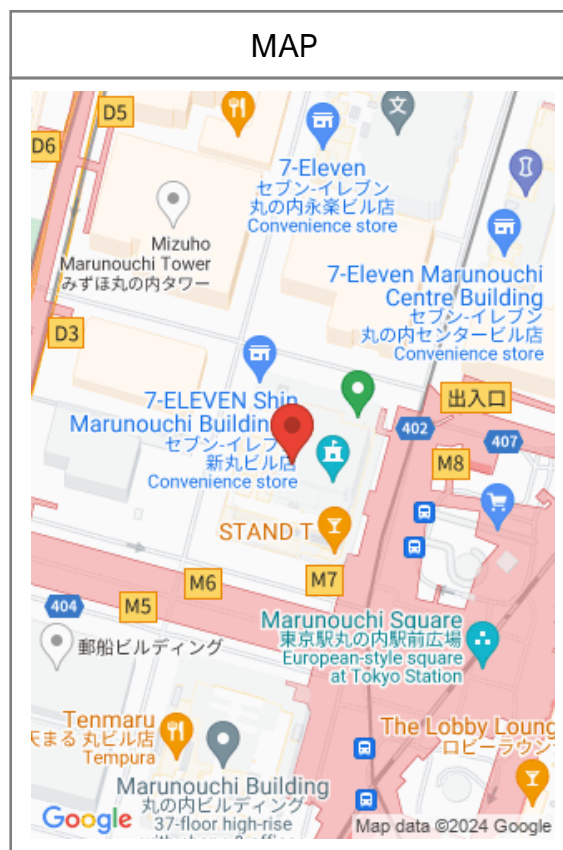 MAP
D5
D6
7-Eleven
セブン-イレブン
丸の内永楽ビル店
Convenience store
文
Mizuho
Marunouchi Tower
みずほ丸の内タワー
7-Eleven Marunouchi
Centre Building
セブン-イレブン
丸の内センタービル店
Convenience store
D3
7-ELEVEN Shin
Marunouchi Building
セブン-イレブン
新丸ビル店
Convenience store
出入口
402
407
M8
STAND T
M7
M6
M5
404
郵船ビルディング
Marunouchi Square
東京駅丸の内駅前広場
European-style square
at Tokyo Station
Tenmaru
天まる 丸ビル店
Tempura
The Lobby Loung
ロビーラウン
Marunouchi Building
丸の内ビルディング
37-floor high-rise
Google
Map data ©2024 Google